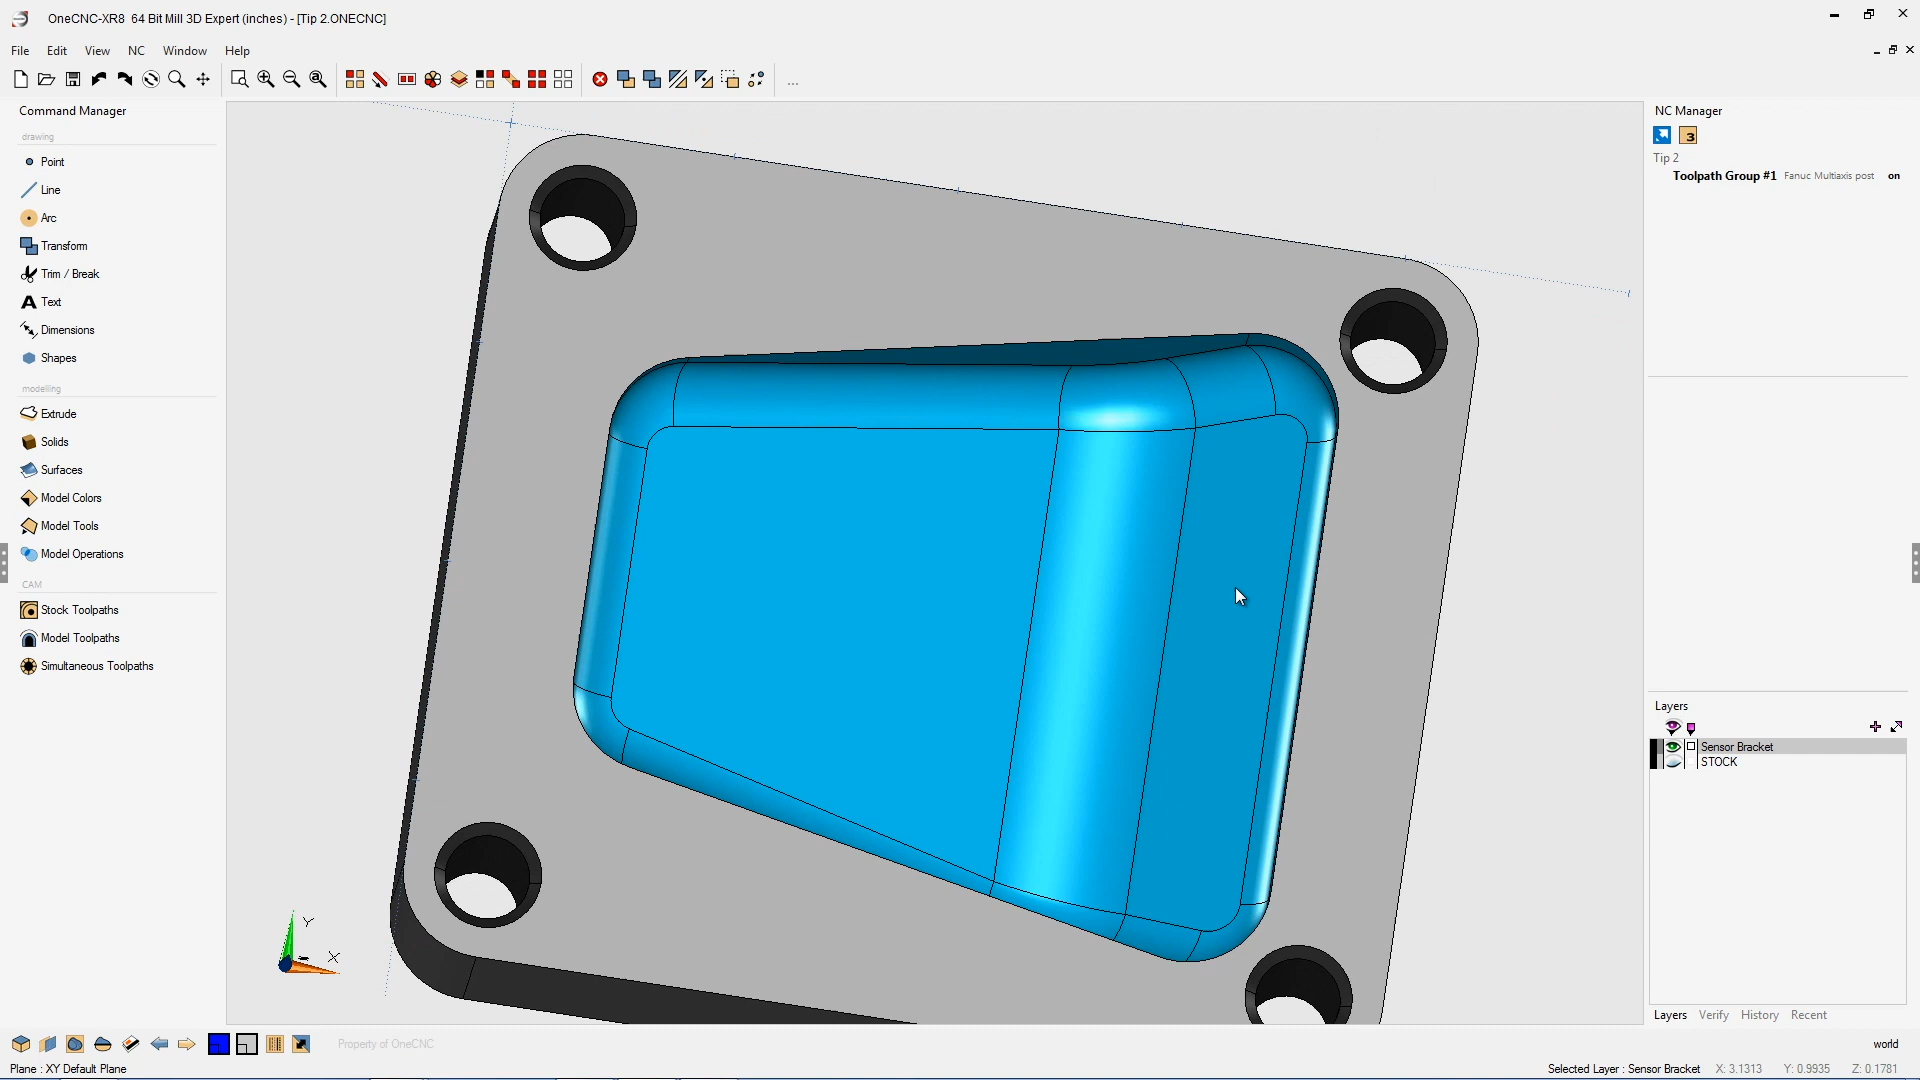 OneCNC-XR8 64 Bit Mill 3D Expert (inches) - [Tip 2.ONECNC]
File Edit View NC Window Help
...
Command Manager
drawing
Point
Line
Arc
Transform
Trim / Break
Text
Dimensions
Shapes
modelling
Extrude
Solids
Surfaces
Model Colors
Model Tools
Model Operations
CAM
Stock Toolpaths
Model Toolpaths
Simultaneous Toolpaths
Y
X
NC Manager
3
Tip 2
Toolpath Group #1 Fanuc Multiaxis post on
Layers
Sensor Bracket
STOCK
Layers Verify History Recent
Property of OneCNC
world
Plane : XY Default Plane
Selected Layer : Sensor Bracket X: 3.1313 Y: 0.9935 Z: 0.1781